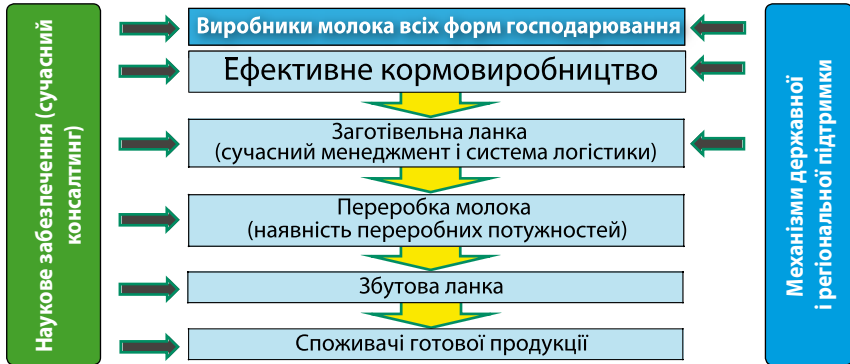 Наукове забезпечення (сучасний
консалтинг)
Виробники молока всіх форм господарювання
Ефективне кормовиробництво
Заготівельна ланка
(сучасний менеджмент і система логістики)
Переробка молока
(наявність переробних потужностей)
Збутова ланка
Споживачі готової продукції
Механізми державної
і регіональної підтримки